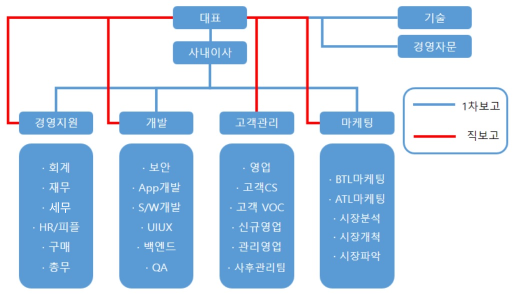 대표
기술
사내이사
경영자문
1차보고
직보고
경영지원
개발
고객관리
마케팅
· 회계
· 재무
· 세무
· HR/피플
· 구매
· 총무
· 보안
· App개발
· S/W개발
· UIUX
· 백엔드
· QA
· 영업
· 고객CS
· 고객 VOC
· 신규영업
· 관리영업
· 사후관리팀
· BTL마케팅
· ATL마케팅
· 시장분석
· 시장개척
· 시장파악